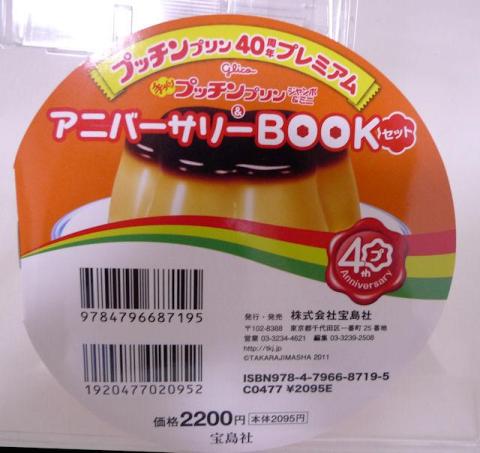 プッチンプリン 40周年プレミアム
Glico
プッチンプリン ジャンボ&ミニ
&
アニバーサリーBOOKセット
4プth
Anniversary
9784796687195
1920477020952
発行・発売 株式会社宝島社
〒102-8388 東京都千代田区一番町25番地
営業 03-3234-4621 編集 03-3239-2508
http://tkj.jp
©TAKARAJIMASHA 2011
ISBN978-4-7966-8719-5
C0477 ¥2095E
価格2200円 本体2095円
宝島社